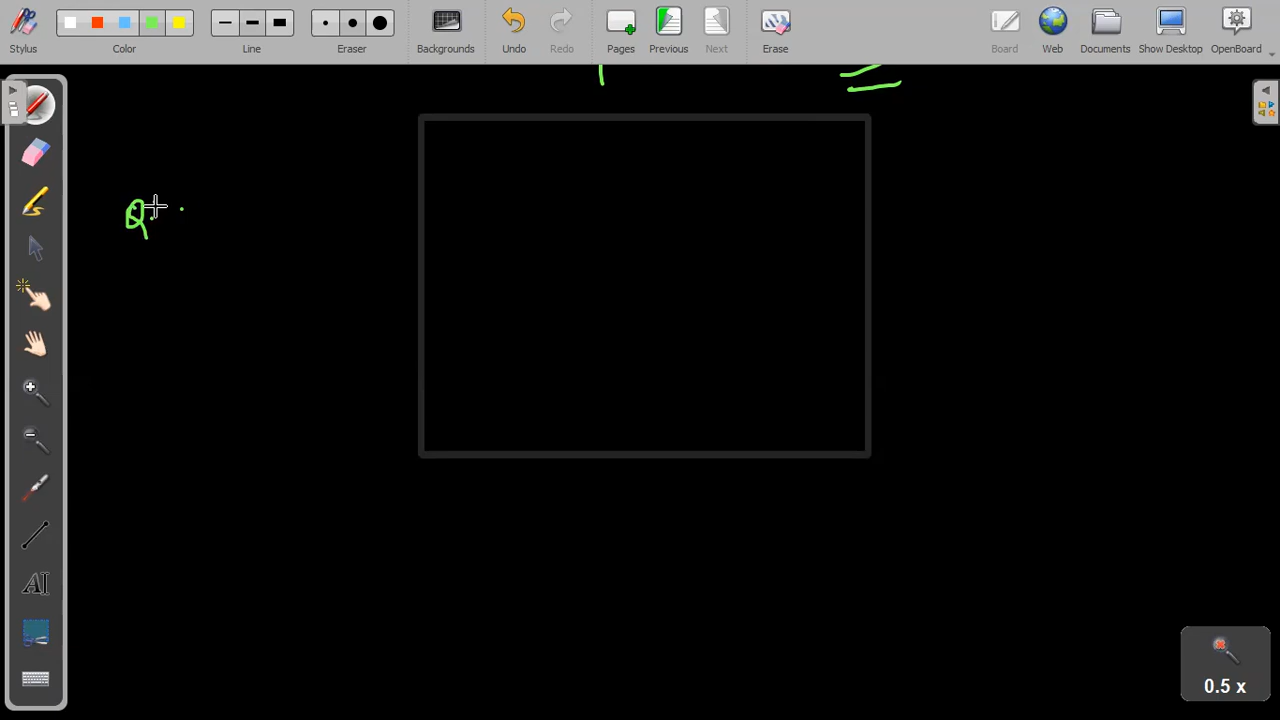 Stylus Color Line Eraser Backgrounds Undo Redo Pages Previous Next Erase Board Web Documents Show Desktop OpenBoard
Q.
AI
0.5 x